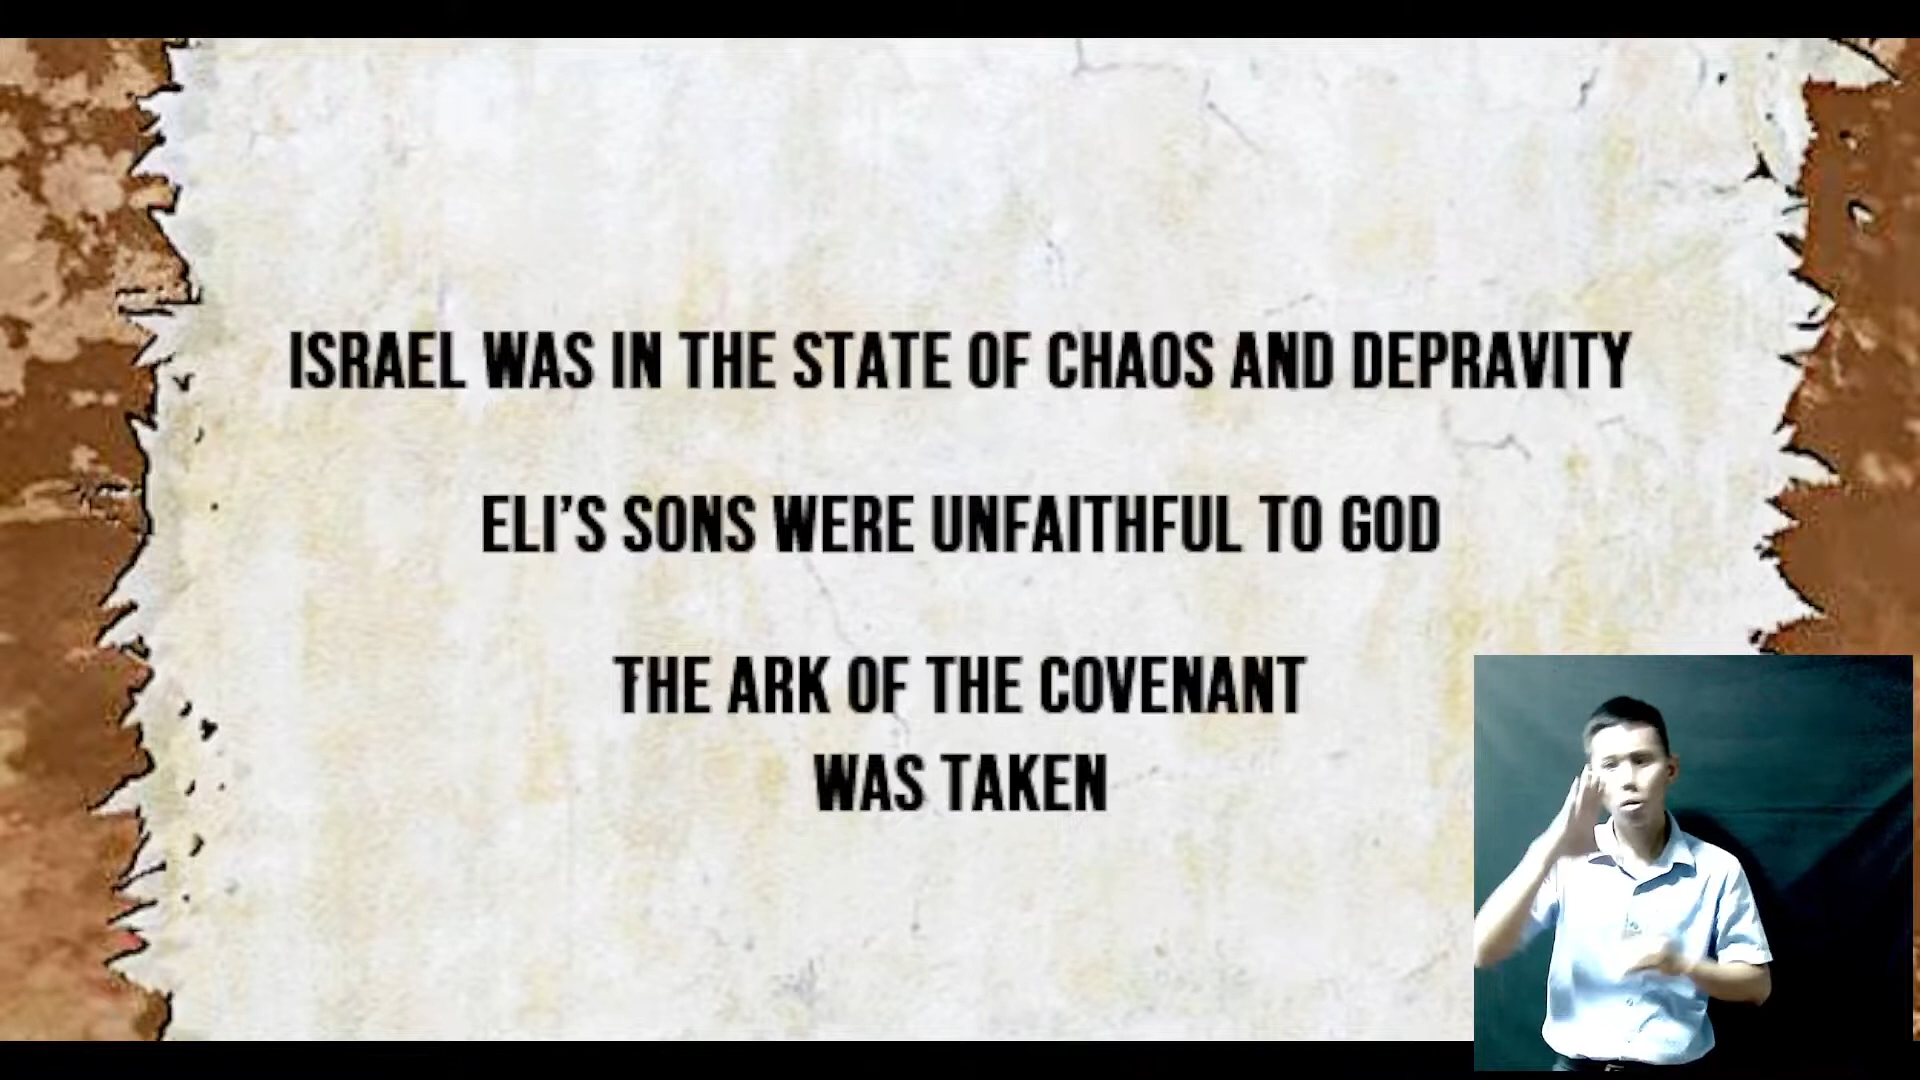 ISRAEL WAS IN THE STATE OF CHAOS AND DEPRAVITY
ELI’S SONS WERE UNFAITHFUL TO GOD
THE ARK OF THE COVENANT
WAS TAKEN